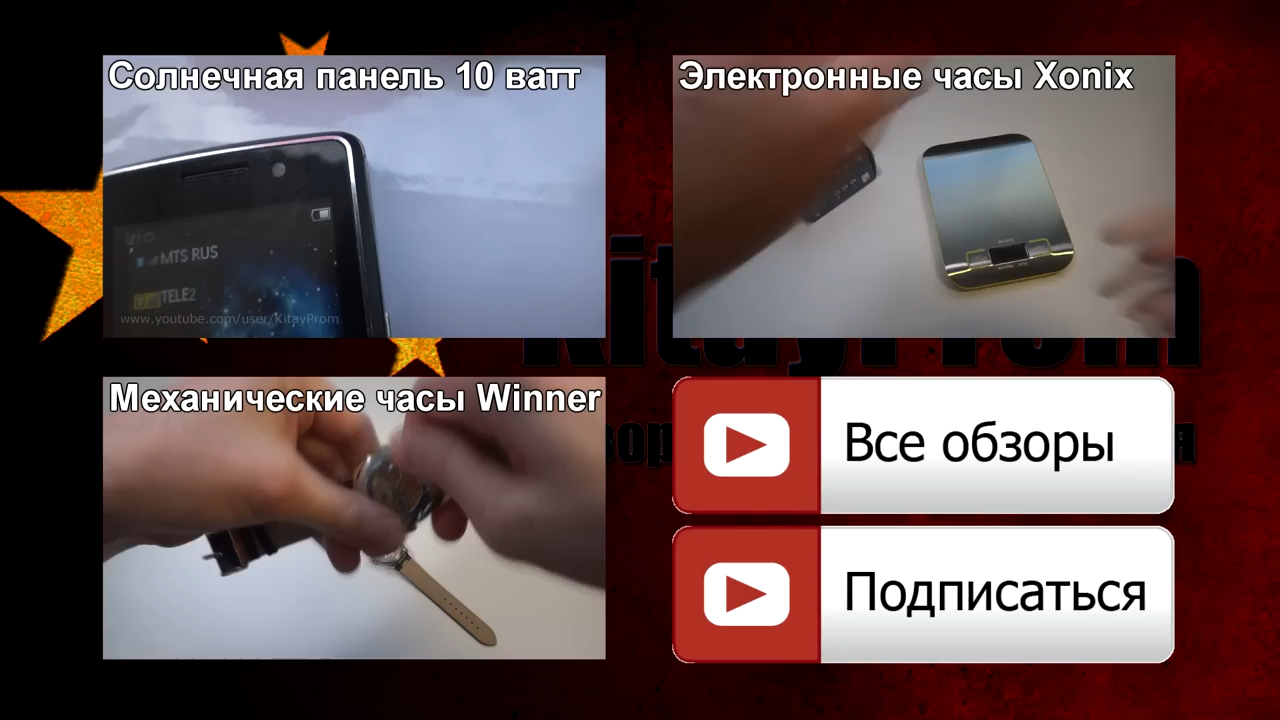 Солнечная панель 10 ватт
MTS RUS
TELE2
www.youtube.com/user/KitayProm
Электронные часы Xonix
KitayProm
Механические часы Winner
Все обзоры
Подписаться